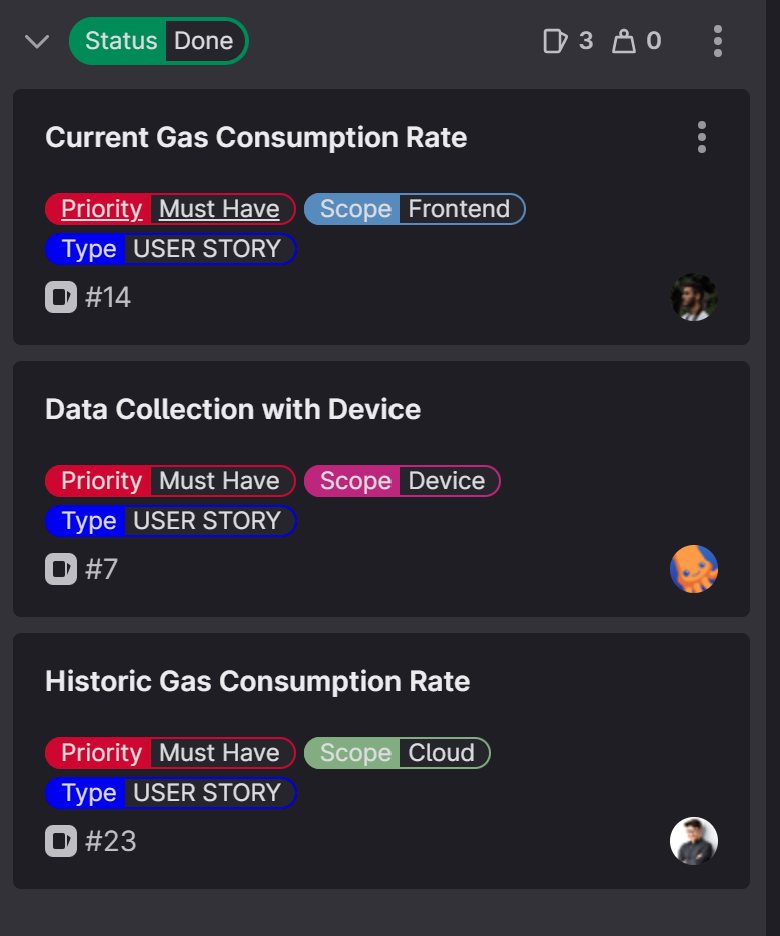 Status Done 3 0
Current Gas Consumption Rate
Priority Must Have Scope Frontend
Type USER STORY
#14
Data Collection with Device
Priority Must Have Scope Device
Type USER STORY
#7
Historic Gas Consumption Rate
Priority Must Have Scope Cloud
Type USER STORY
#23